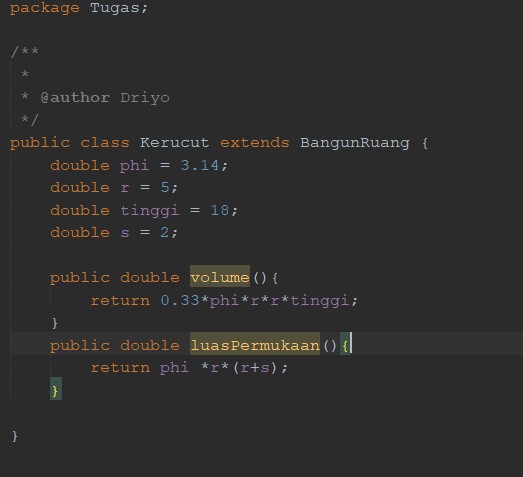 package Tugas;
/**
 *
 * @author Driyo
 */
public class Kerucut extends BangunRuang {
    double phi = 3.14;
    double r = 5;
    double tinggi = 18;
    double s = 2;
    public double volume(){
        return 0.33*phi*r*r*tinggi;
    }
    public double luasPermukaan(){
        return phi *r*(r+s);
    }
}